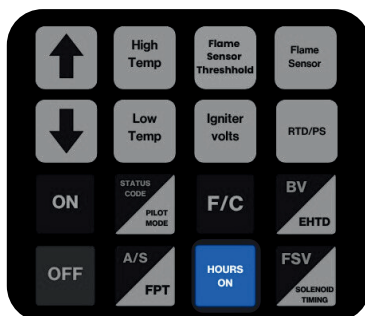 High
Temp
Flame
Sensor
Threshhold
Flame
Sensor
Low
Temp
Igniter
volts
RTD/PS
ON
STATUS
CODE
PILOT
MODE
F/C
BV
EHTD
OFF
A/S
FPT
HOURS
ON
FSV
SOLENOID
TIMING